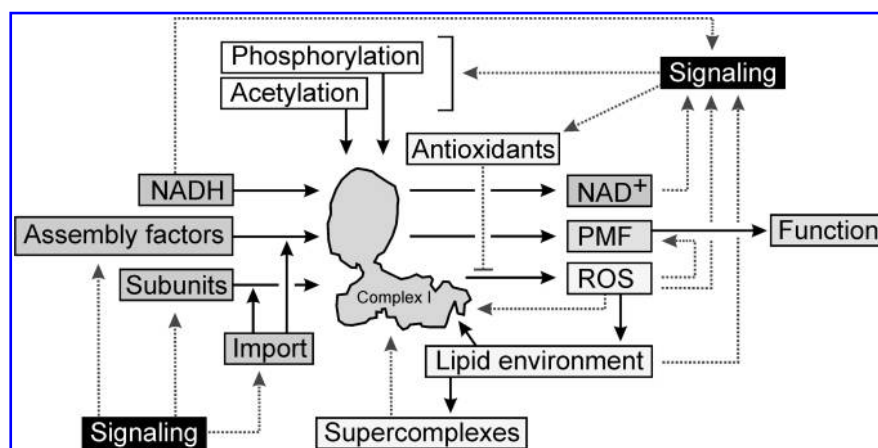 Phosphorylation
Signaling
Acetylation
Antioxidants
NADH
NAD+
Assembly factors
PMF
Function
Subunits
Complex I
ROS
Import
Lipid environment
Signaling
Supercomplexes